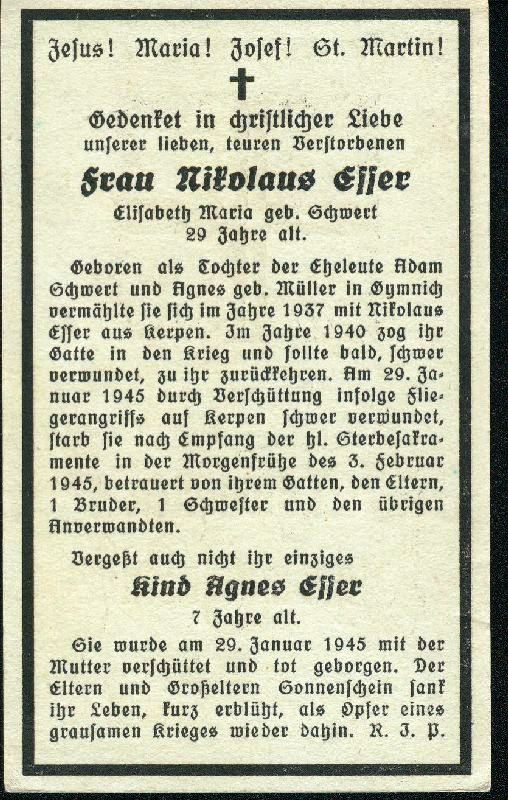 Jesus! Maria! Josef! St. Martin!
Gedenket in christlicher Liebe
unserer lieben, teuren Verstorbenen
Frau Nikolaus Esser
Elisabeth Maria geb. Schwert
29 Jahre alt.
Geboren als Tochter der Eheleute Adam
Schwert und Agnes geb. Müller in Gymnich
vermählte sie sich im Jahre 1937 mit Nikolaus
Esser aus Kerpen. Im Jahre 1940 zog ihr
Gatte in den Krieg und sollte bald, schwer
verwundet, zu ihr zurückkehren. Am 29. Ja-
nuar 1945 durch Verschüttung infolge Flie-
gerangriffs auf Kerpen schwer verwundet,
starb sie nach Empfang der hl. Sterbesakra-
mente in der Morgenfrühe des 3. Februar
1945, betrauert von ihrem Gatten, den Eltern,
1 Bruder, 1 Schwester und den übrigen
Anverwandten.
Vergeßt auch nicht ihr einziges
Kind Agnes Esser
7 Jahre alt.
Sie wurde am 29. Januar 1945 mit der
Mutter verschüttet und tot geborgen. Der
Eltern und Großeltern Sonnenschein sank
ihr Leben, kurz erblüht, als Opfer eines
grausamen Krieges wieder dahin. R. I. P.